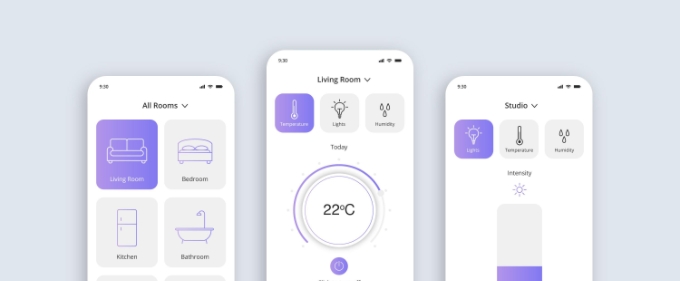 9:30
All Rooms
Living Room
Bedroom
Kitchen
Bathroom
9:30
Living Room
Temperature
Lights
Humidity
Today
22ºC
9:30
Studio
Lights
Temperature
Humidity
Intensity